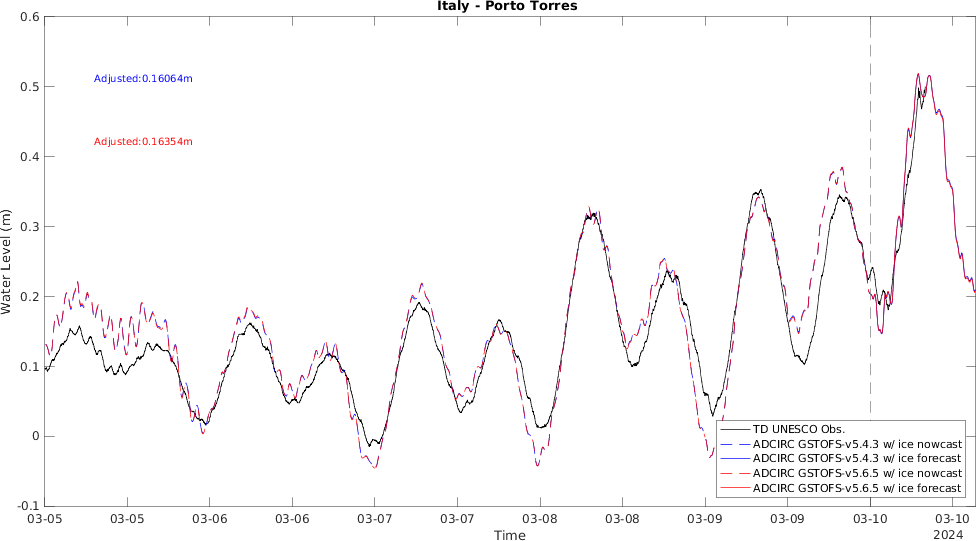 Italy - Porto Torres
0.6
0.5
0.4
0.3
0.2
0.1
0
-0.1
Water Level (m)
Adjusted:0.16064m
Adjusted:0.16354m
TD UNESCO Obs.
ADCIRC GSTOFS-v5.4.3 w/ ice nowcast
ADCIRC GSTOFS-v5.4.3 w/ ice forecast
ADCIRC GSTOFS-v5.6.5 w/ ice nowcast
ADCIRC GSTOFS-v5.6.5 w/ ice forecast
03-05 03-05 03-06 03-06 03-07 03-07 03-08 03-08 03-09 03-09 03-10 03-10
Time
2024